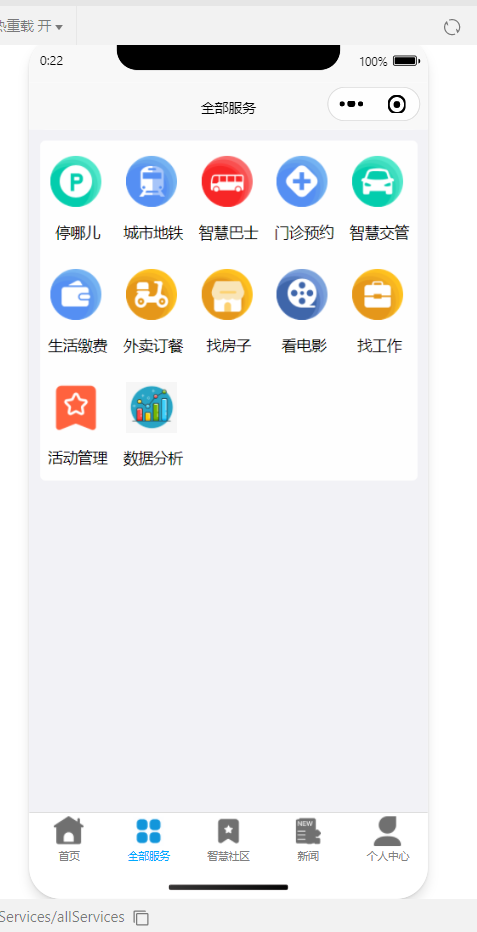 热重载 开
0:22
100%
全部服务
P
停哪儿 城市地铁 智慧巴士 门诊预约 智慧交管
生活缴费 外卖订餐 找房子 看电影 找工作
活动管理 数据分析
NEW
首页 全部服务 智慧社区 新闻 个人中心
Services/allServices